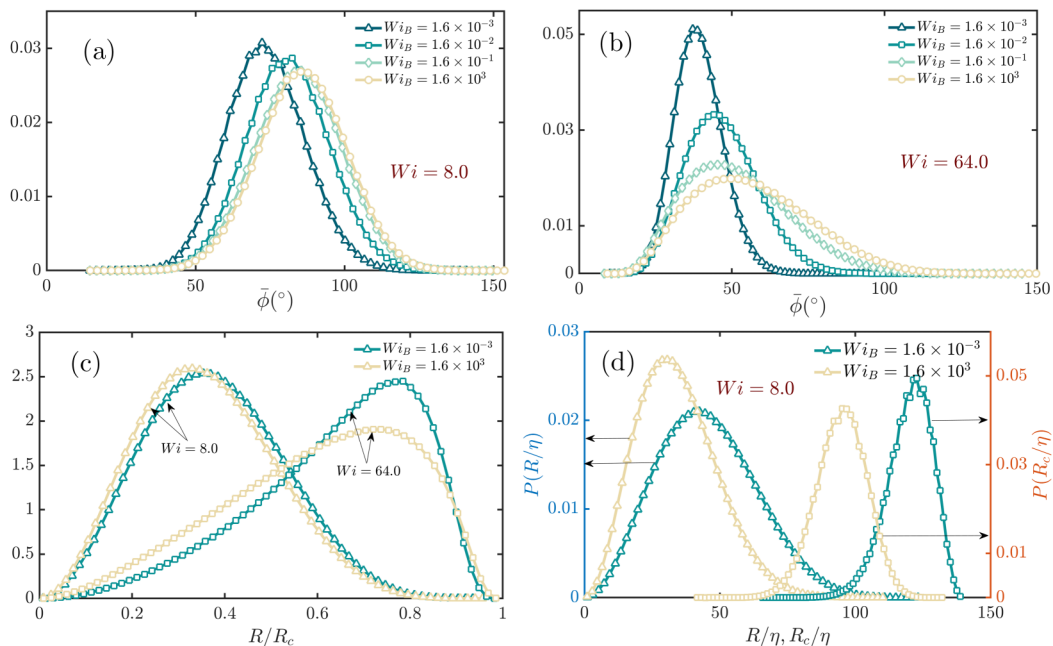 (a)
Wi_B = 1.6 × 10^-3
Wi_B = 1.6 × 10^-2
Wi_B = 1.6 × 10^-1
Wi_B = 1.6 × 10^3
Wi = 8.0
0.03
0.02
0.01
0
0
50
100
150
ϕ̄(°)
(b)
Wi_B = 1.6 × 10^-3
Wi_B = 1.6 × 10^-2
Wi_B = 1.6 × 10^-1
Wi_B = 1.6 × 10^3
Wi = 64.0
0.05
0.03
0.01
0
0
50
100
150
ϕ̄(°)
(c)
Wi_B = 1.6 × 10^-3
Wi_B = 1.6 × 10^3
Wi = 8.0
Wi = 64.0
3
2.5
2
1.5
1
0.5
0
0
0.2
0.4
0.6
0.8
1
R/R_c
(d)
Wi_B = 1.6 × 10^-3
Wi_B = 1.6 × 10^3
Wi = 8.0
0.03
0.02
0.01
0.00
P(R/η)
0.05
0.03
0.01
0.00
P(R_c/η)
0
50
100
150
R/η, R_c/η